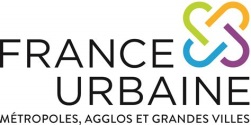 FRANCE
URBAINE
MÉTROPOLES, AGGLOS ET GRANDES VILLES